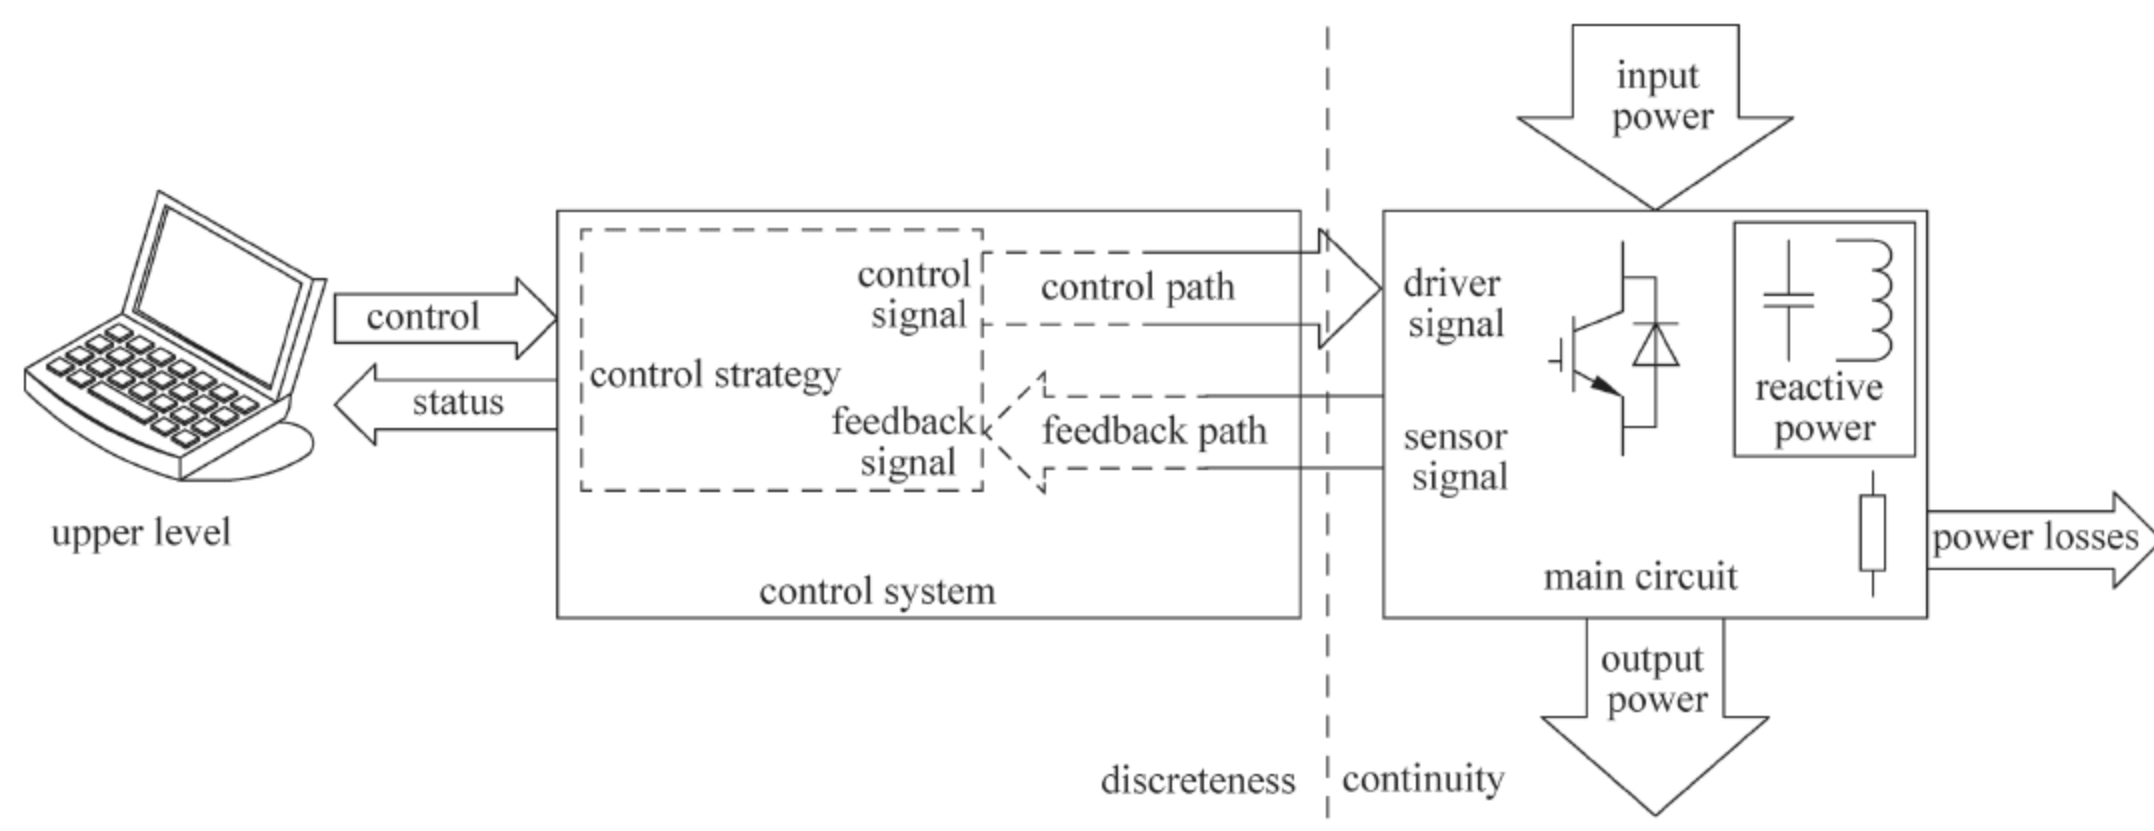 input
power
control
signal
control path
driver
signal
control
control strategy
reactive
power
status
feedback
signal
feedback path
sensor
signal
upper level
power losses
main circuit
control system
output
power
discreteness
continuity